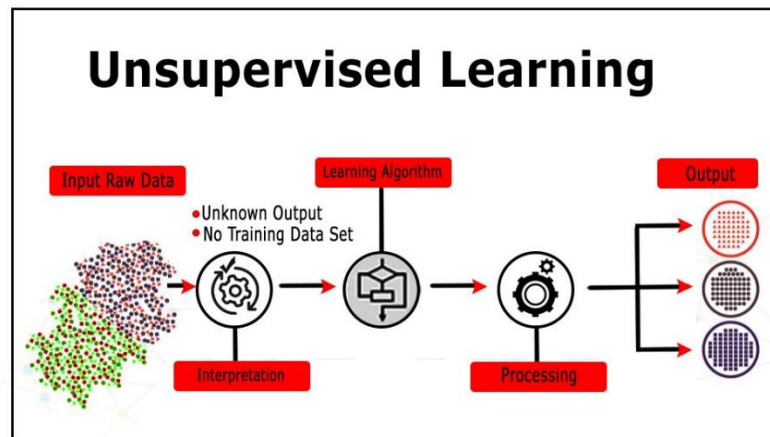 Unsupervised Learning
Input Raw Data
Learning Algorithm
Output
•Unknown Output
•No Training Data Set
Interpretation
Processing